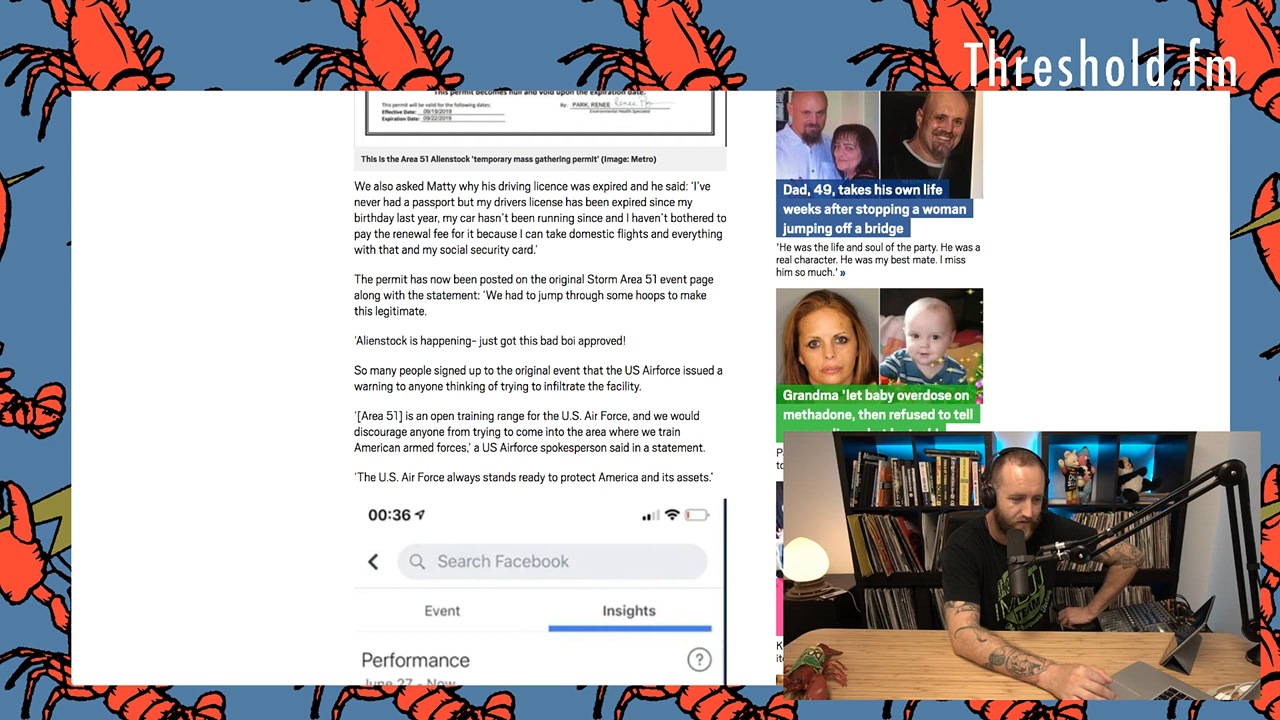 Threshold.fm
This permit becomes null and void upon the expiration date.
This permit will be valid for the following dates:
Effective Date: 09/19/2019
Expiration Date: 09/22/2019
By: PARK, RENEE
Environmental Health Specialist
This is the Area 51 Alienstock 'temporary mass gathering permit' (Image: Metro)
We also asked Matty why his driving licence was expired and he said: 'I've
never had a passport but my drivers license has been expired since my
birthday last year, my car hasn't been running since and I haven't bothered to
pay the renewal fee for it because I can take domestic flights and everything
with that and my social security card.'
The permit has now been posted on the original Storm Area 51 event page
along with the statement: 'We had to jump through some hoops to make
this legitimate.
'Alienstock is happening– just got this bad boi approved!
So many people signed up to the original event that the US Airforce issued a
warning to anyone thinking of trying to infiltrate the facility.
'[Area 51] is an open training range for the U.S. Air Force, and we would
discourage anyone from trying to come into the area where we train
American armed forces,' a US Airforce spokesperson said in a statement.
'The U.S. Air Force always stands ready to protect America and its assets.'
00:36
Search Facebook
Event Insights
Performance ?
June 27 - Now
Dad, 49, takes his own life
weeks after stopping a woman
jumping off a bridge
'He was the life and soul of the party. He was a
real character. He was my best mate. I miss
him so much.' »
Grandma 'let baby overdose on
methadone, then refused to tell